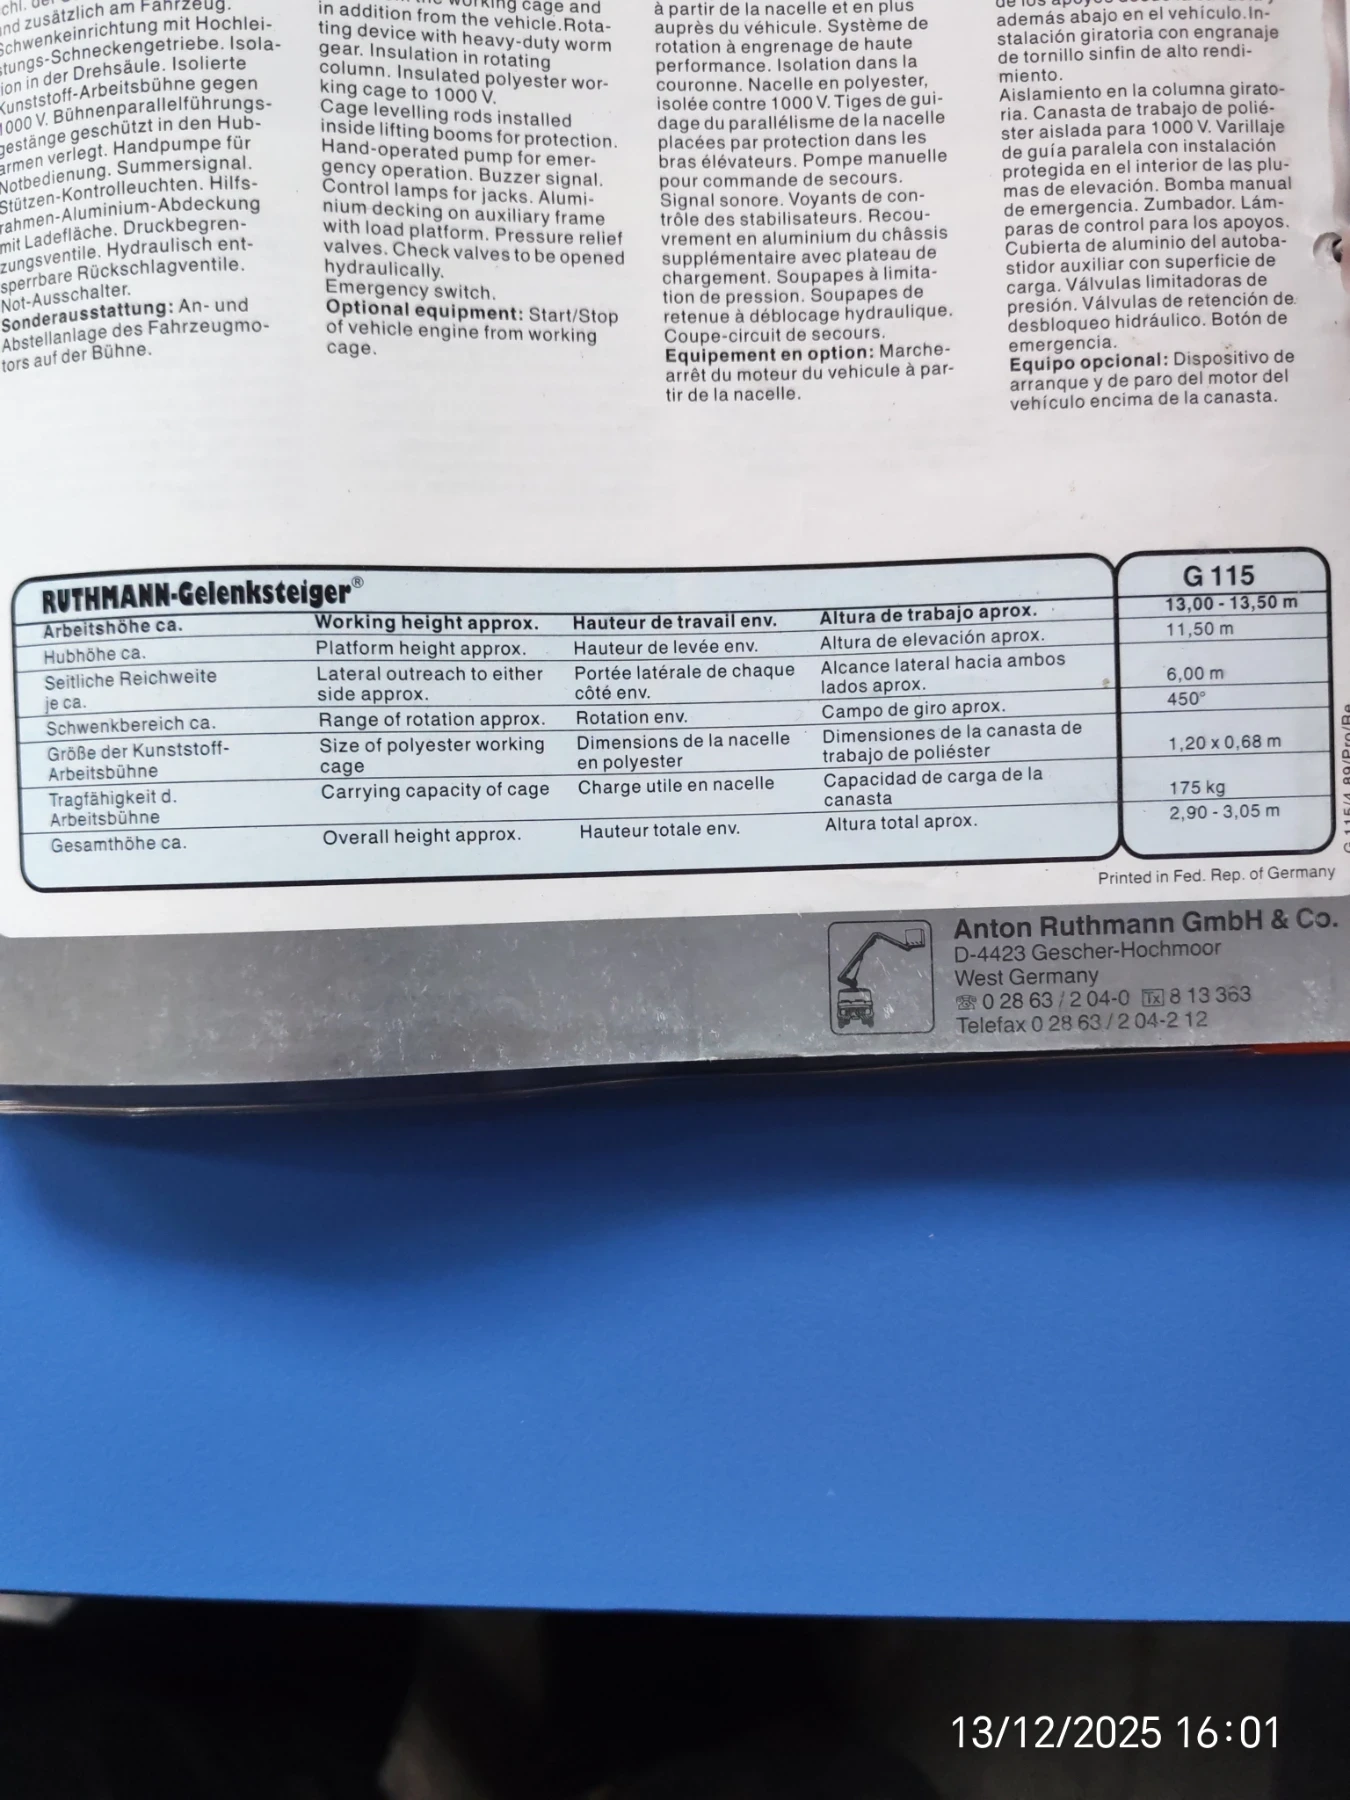 nd zusätzlich am Fahrzeug.
Schwenkeinrichtung mit Hochlei-
tungs-Schneckengetriebe. Isola-
ion in der Drehsäule. Isolierte
Kunststoff-Arbeitsbühne gegen
1000 V. Bühnenparallelführungs-
gestänge geschützt in den Hub-
armen verlegt. Handpumpe für
Notbedienung. Summersignal.
Stützen-Kontrolleuchten. Hilfs-
rahmen-Aluminium-Abdeckung
mit Ladefläche. Druckbegren-
zungsventile. Hydraulisch ent-
sperrbare Rückschlagventile.
Not-Ausschalter.
Sonderausstattung: An- und
Abstellanlage des Fahrzeugmo-
tors auf der Bühne.
working cage and
in addition from the vehicle.Rota-
ting device with heavy-duty worm
gear. Insulation in rotating
column. Insulated polyester wor-
king cage to 1000 V.
Cage levelling rods installed
inside lifting booms for protection.
Hand-operated pump for emer-
gency operation. Buzzer signal.
Control lamps for jacks. Alumi-
nium decking on auxiliary frame
with load platform. Pressure relief
valves. Check valves to be opened
hydraulically.
Emergency switch.
Optional equipment: Start/Stop
of vehicle engine from working
cage.
à partir de la nacelle et en plus
auprès du véhicule. Système de
rotation à engrenage de haute
performance. Isolation dans la
couronne. Nacelle en polyester,
isolée contre 1000 V. Tiges de gui-
dage du parallélisme de la nacelle
placées par protection dans les
bras élévateurs. Pompe manuelle
pour commande de secours.
Signal sonore. Voyants de con-
trôle des stabilisateurs. Recou-
vrement en aluminium du châssis
supplémentaire avec plateau de
chargement. Soupapes à limita-
tion de pression. Soupapes de
retenue à déblocage hydraulique.
Coupe-circuit de secours.
Equipement en option: Marche-
arrêt du moteur du vehicule à par-
tir de la nacelle.
además abajo en el vehículo.In-
stalación giratoria con engranaje
de tornillo sinfin de alto rendi-
miento.
Aislamiento en la columna girato-
ria. Canasta de trabajo de polié-
ster aislada para 1000 V. Varillaje
de guía paralela con instalación
protegida en el interior de las plu-
mas de elevación. Bomba manual
de emergencia. Zumbador. Lám-
paras de control para los apoyos.
Cubierta de aluminio del autoba-
stidor auxiliar con superficie de
carga. Válvulas limitadoras de
presión. Válvulas de retención de
desbloqueo hidráulico. Botón de
emergencia.
Equipo opcional: Dispositivo de
arranque y de paro del motor del
vehículo encima de la canasta.
RUTHMANN-Gelenksteiger® G 115
Arbeitshöhe ca. Working height approx. Hauteur de travail env. Altura de trabajo aprox. 13,00 - 13,50 m
Hubhöhe ca. Platform height approx. Hauteur de levée env. Altura de elevación aprox. 11,50 m
Seitliche Reichweite Lateral outreach to either Portée latérale de chaque Alcance lateral hacia ambos
je ca. side approx. côté env. lados aprox. 6,00 m
Schwenkbereich ca. Range of rotation approx. Rotation env. Campo de giro aprox. 450°
Größe der Kunststoff- Size of polyester working Dimensions de la nacelle Dimensiones de la canasta de
Arbeitsbühne cage en polyester trabajo de poliéster 1,20 x 0,68 m
Tragfähigkeit d. Carrying capacity of cage Charge utile en nacelle Capacidad de carga de la
Arbeitsbühne canasta 175 kg
Gesamthöhe ca. Overall height approx. Hauteur totale env. Altura total aprox. 2,90 - 3,05 m
Printed in Fed. Rep. of Germany
Anton Ruthmann GmbH & Co.
D-4423 Gescher-Hochmoor
West Germany
☎ 0 28 63 / 2 04-0 Tx 8 13 363
Telefax 0 28 63 / 2 04-2 12
13/12/2025 16:01